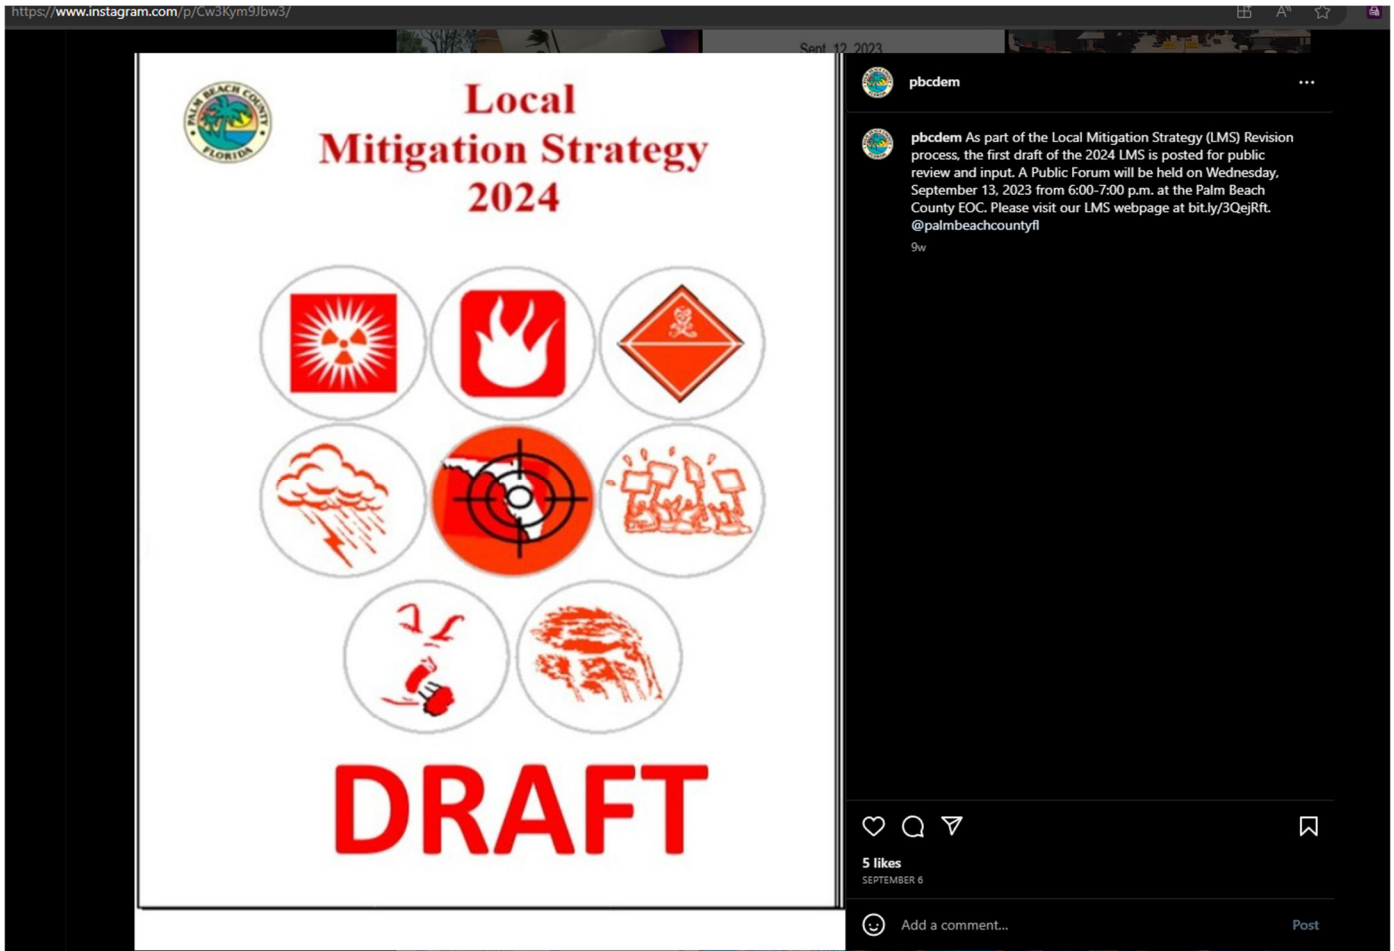 https://www.instagram.com/p/Cw3Kym9Jbw3/
Sept. 12, 2023
PALM BEACH COUNTY
FLORIDA
Local
Mitigation Strategy
2024
DRAFT
pbcdem
pbcdem As part of the Local Mitigation Strategy (LMS) Revision
process, the first draft of the 2024 LMS is posted for public
review and input. A Public Forum will be held on Wednesday,
September 13, 2023 from 6:00-7:00 p.m. at the Palm Beach
County EOC. Please visit our LMS webpage at bit.ly/3QejRft.
@palmbeachcountyfl
9w
5 likes
SEPTEMBER 6
Add a comment...
Post